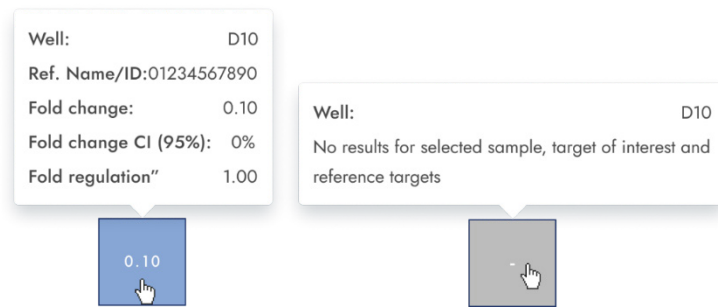 Well: D10
Ref. Name/ID:01234567890
Fold change: 0.10
Fold change CI (95%): 0%
Fold regulation” 1.00
0.10
Well: D10
No results for selected sample, target of interest and
reference targets
-